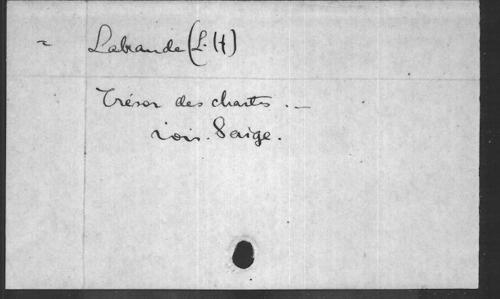 = Labande (L. H)
Trésor des chartes . —
voir. Saige.